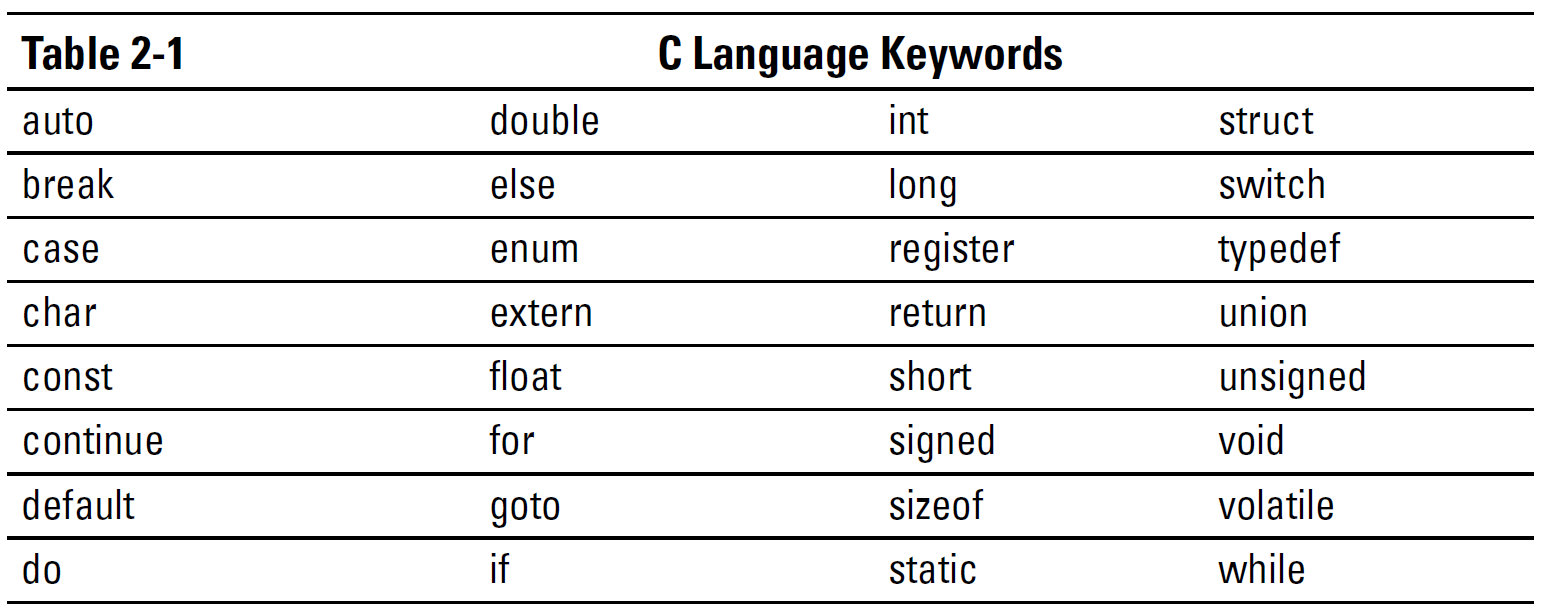 Table 2-1 C Language Keywords
auto double int struct
break else long switch
case enum register typedef
char extern return union
const float short unsigned
continue for signed void
default goto sizeof volatile
do if static while